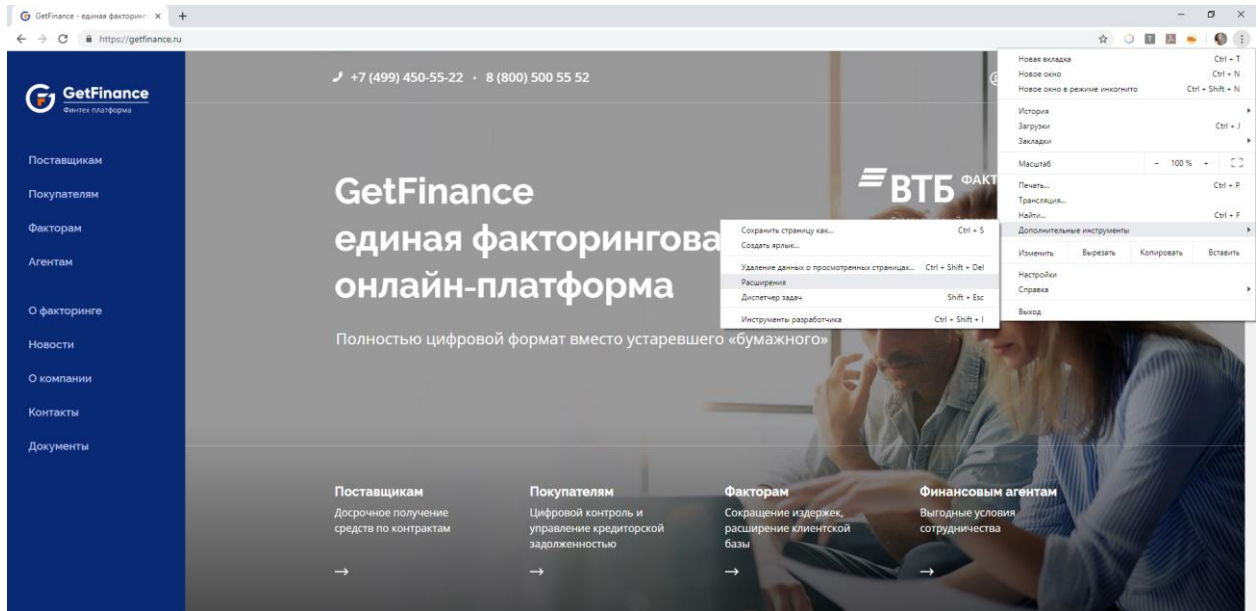 GetFinance - единая факторинг
https://getfinance.ru
GetFinance
Финтех платформа
Поставщикам
Покупателям
Факторам
Агентам
О факторинге
Новости
О компании
Контакты
Документы
+7 (499) 450-55-22 · 8 (800) 500 55 52
GetFinance
единая факторингова
онлайн-платформа
ВТБ ФАКТ
Полностью цифровой формат вместо устаревшего «бумажного»
Поставщикам
Досрочное получение
средств по контрактам
→
Покупателям
Цифровой контроль и
управление кредиторской
задолженностью
→
Факторам
Сокращение издержек,
расширение клиентской
базы
→
Финансовым агентам
Выгодные условия
сотрудничества
→
Новая вкладка Ctrl + T
Новое окно Ctrl + N
Новое окно в режиме инкогнито Ctrl + Shift + N
История
Загрузки Ctrl + J
Закладки
Масштаб - 100 % +
Печать... Ctrl + P
Трансляция...
Найти... Ctrl + F
Дополнительные инструменты
Изменить Вырезать Копировать Вставить
Настройки
Справка
Выход
Сохранить страницу как... Ctrl + S
Создать ярлык...
Удаление данных о просмотренных страницах... Ctrl + Shift + Del
Расширения
Диспетчер задач Shift + Esc
Инструменты разработчика Ctrl + Shift + I